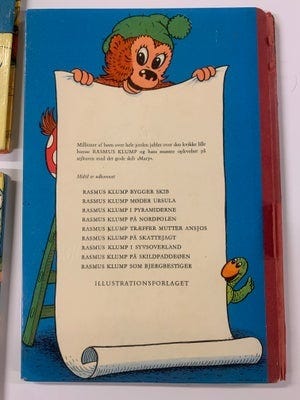 Millioner af børn over hele jorden jubler over den kvikke lille
bamse RASMUS KLUMP og hans muntre oplevelser på
rejserne med det gode skib »Mary«.
Hidtil er udkommet
RASMUS KLUMP BYGGER SKIB
RASMUS KLUMP MØDER URSULA
RASMUS KLUMP I PYRAMIDERNE
RASMUS KLUMP PÅ NORDPOLEN
RASMUS KLUMP TRÆFFER MUTTER ANSJOS
RASMUS KLUMP PÅ SKATTEJAGT
RASMUS KLUMP I SYVSOVERLAND
RASMUS KLUMP PÅ SKILDPADDEØEN
RASMUS KLUMP SOM BJERGBESTIGER
ILLUSTRATIONSFORLAGET